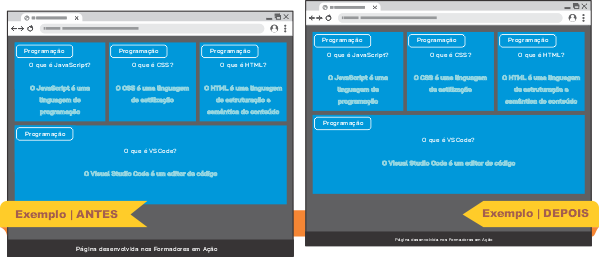 Programação
Programação
Programação
O que é JavaScript?
O que é CSS?
O que é HTML?
O JavaScript é uma
linguagem de
programação
O CSS é uma linguagem
de estilização
O HTML é uma linguagem
de estruturação e
semântica do conteúdo
Programação
O que é VSCode?
O Visual Studio Code é um editor de código
Exemplo | ANTES
Página desenvolvida nos Formadores em Ação
Programação
Programação
Programação
O que é JavaScript?
O que é CSS?
O que é HTML?
O JavaScript é uma
linguagem de
programação
O CSS é uma linguagem
de estilização
O HTML é uma linguagem
de estruturação e
semântica do conteúdo
Programação
O que é VSCode?
O Visual Studio Code é um editor de código
Exemplo | DEPOIS
Página desenvolvida nos Formadores em Ação